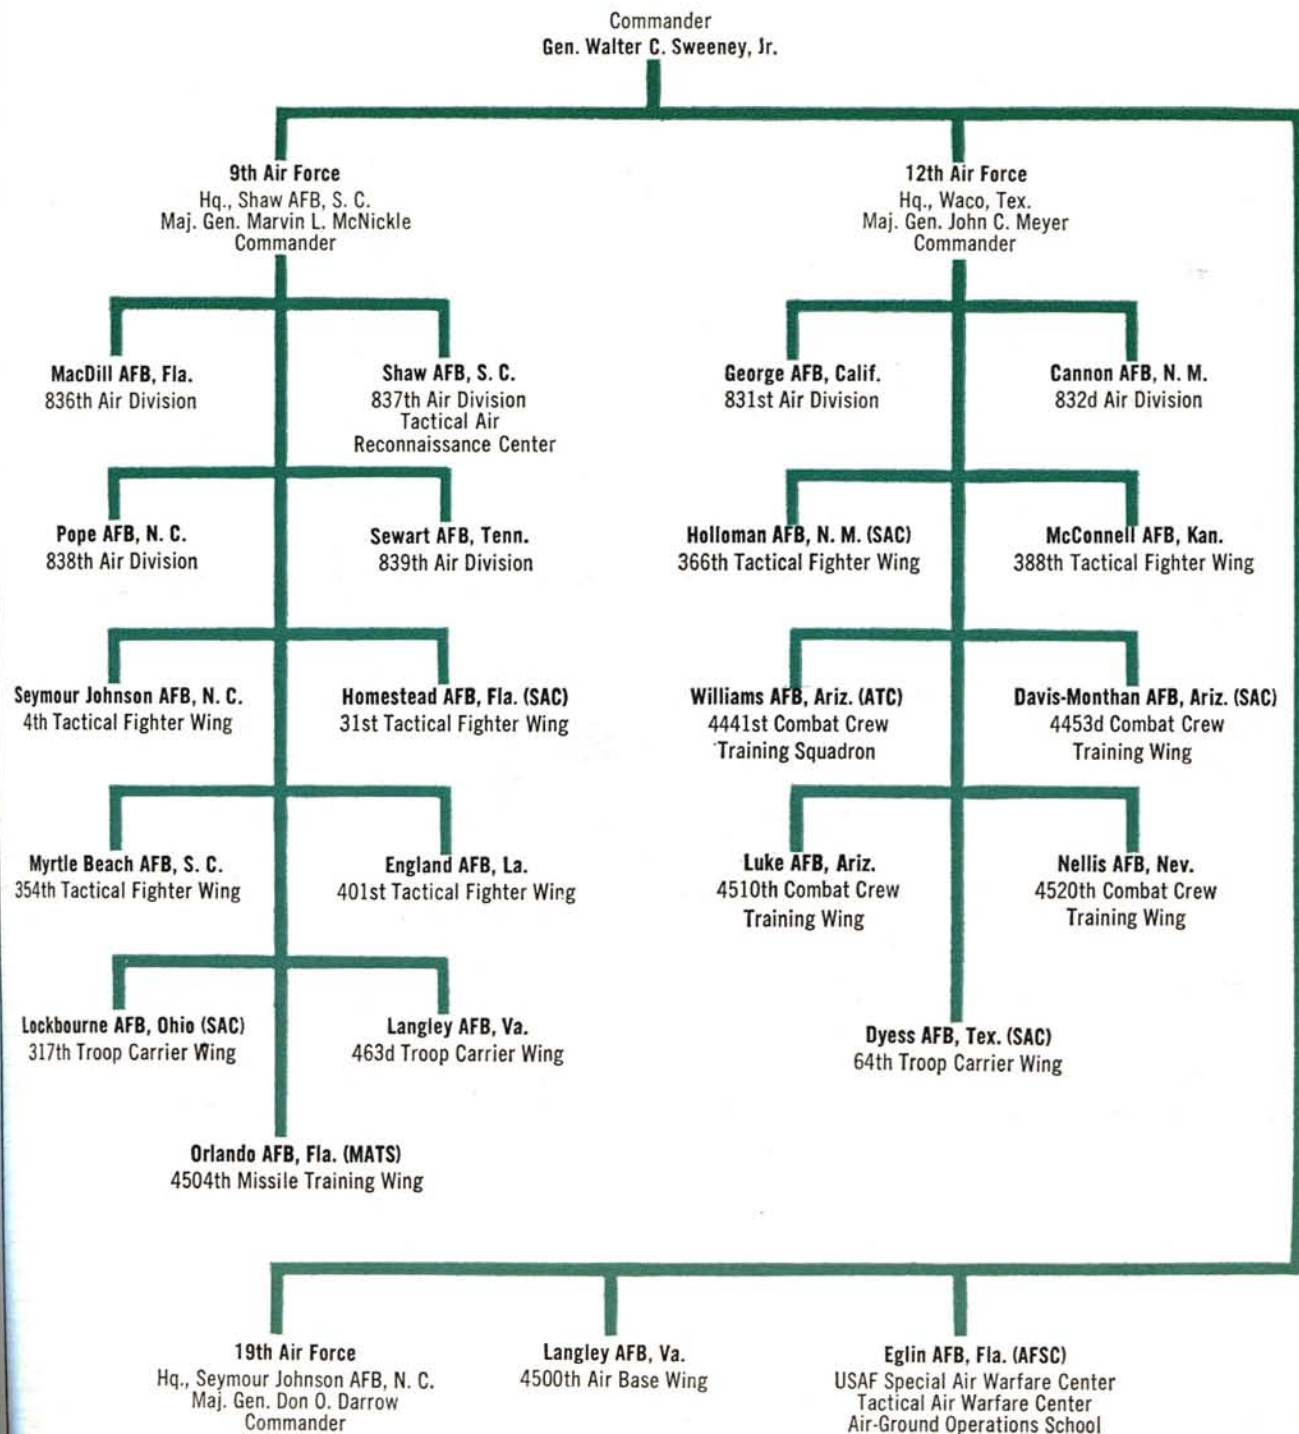 Commander
Gen. Walter C. Sweeney, Jr.
9th Air Force
Hq., Shaw AFB, S. C.
Maj. Gen. Marvin L. McNickle
Commander
12th Air Force
Hq., Waco, Tex.
Maj. Gen. John C. Meyer
Commander
MacDill AFB, Fla.
836th Air Division
Shaw AFB, S. C.
837th Air Division
Tactical Air
Reconnaissance Center
George AFB, Calif.
831st Air Division
Cannon AFB, N. M.
832d Air Division
Pope AFB, N. C.
838th Air Division
Sewart AFB, Tenn.
839th Air Division
Holloman AFB, N. M. (SAC)
366th Tactical Fighter Wing
McConnell AFB, Kan.
388th Tactical Fighter Wing
Seymour Johnson AFB, N. C.
4th Tactical Fighter Wing
Homestead AFB, Fla. (SAC)
31st Tactical Fighter Wing
Williams AFB, Ariz. (ATC)
4441st Combat Crew
Training Squadron
Davis-Monthan AFB, Ariz. (SAC)
4453d Combat Crew
Training Wing
Myrtle Beach AFB, S. C.
354th Tactical Fighter Wing
England AFB, La.
401st Tactical Fighter Wing
Luke AFB, Ariz.
4510th Combat Crew
Training Wing
Nellis AFB, Nev.
4520th Combat Crew
Training Wing
Lockbourne AFB, Ohio (SAC)
317th Troop Carrier Wing
Langley AFB, Va.
463d Troop Carrier Wing
Dyess AFB, Tex. (SAC)
64th Troop Carrier Wing
Orlando AFB, Fla. (MATS)
4504th Missile Training Wing
19th Air Force
Hq., Seymour Johnson AFB, N. C.
Maj. Gen. Don O. Darrow
Commander
Langley AFB, Va.
4500th Air Base Wing
Eglin AFB, Fla. (AFSC)
USAF Special Air Warfare Center
Tactical Air Warfare Center
Air-Ground Operations School